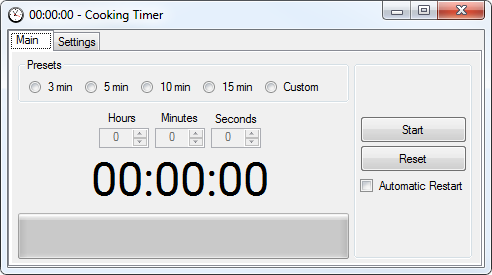 00:00:00 - Cooking Timer
Main Settings
Presets
3 min 5 min 10 min 15 min Custom
Hours Minutes Seconds
0 0 0
00:00:00
Start
Reset
Automatic Restart